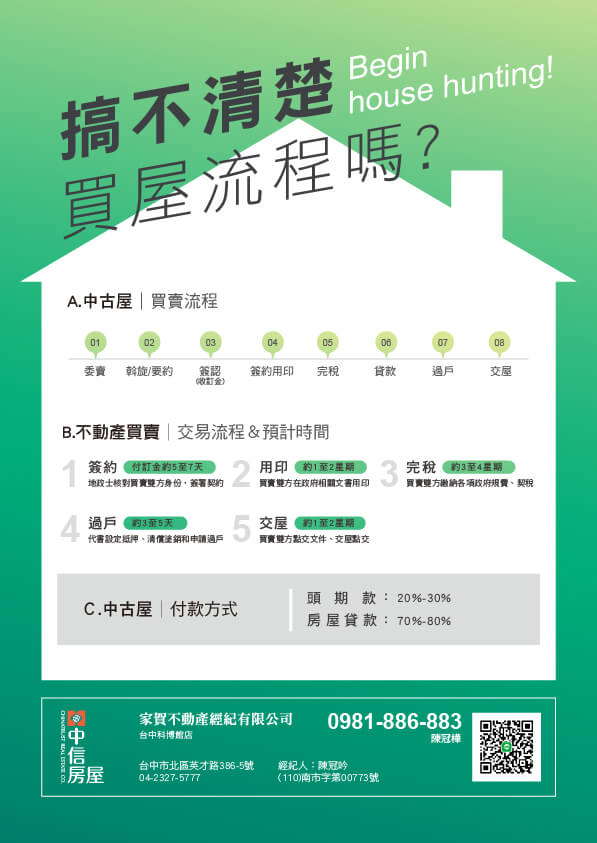 搞不清楚
Begin
house hunting!
買屋流程嗎?
A.中古屋｜買賣流程
01 02 03 04 05 06 07 08
委賣 斡旋/要約 簽認 簽約用印 完稅 貸款 過戶 交屋
(收訂金)
B.不動產買賣｜交易流程＆預計時間
1 簽約 付訂金約5至7天
地政士核對買賣雙方身份，簽署契約
2 用印 約1至2星期
買賣雙方在政府相關文書用印
3 完稅 約3至4星期
買賣雙方繳納各項政府規費、契稅
4 過戶 約3至5天
代書設定抵押、清償塗銷和申請過戶
5 交屋 約1至2星期
買賣雙方點交文件、交屋點交
C.中古屋｜付款方式
頭期款：20%-30%
房屋貸款：70%-80%
CHINATRUST REAL ESTATE CO.
中信房屋
家賀不動產經紀有限公司
台中科博館店
台中市北區英才路386-5號
04-2327-5777
經紀人：陳冠吟
(110)南市字第00773號
0981-886-883
陳冠樺